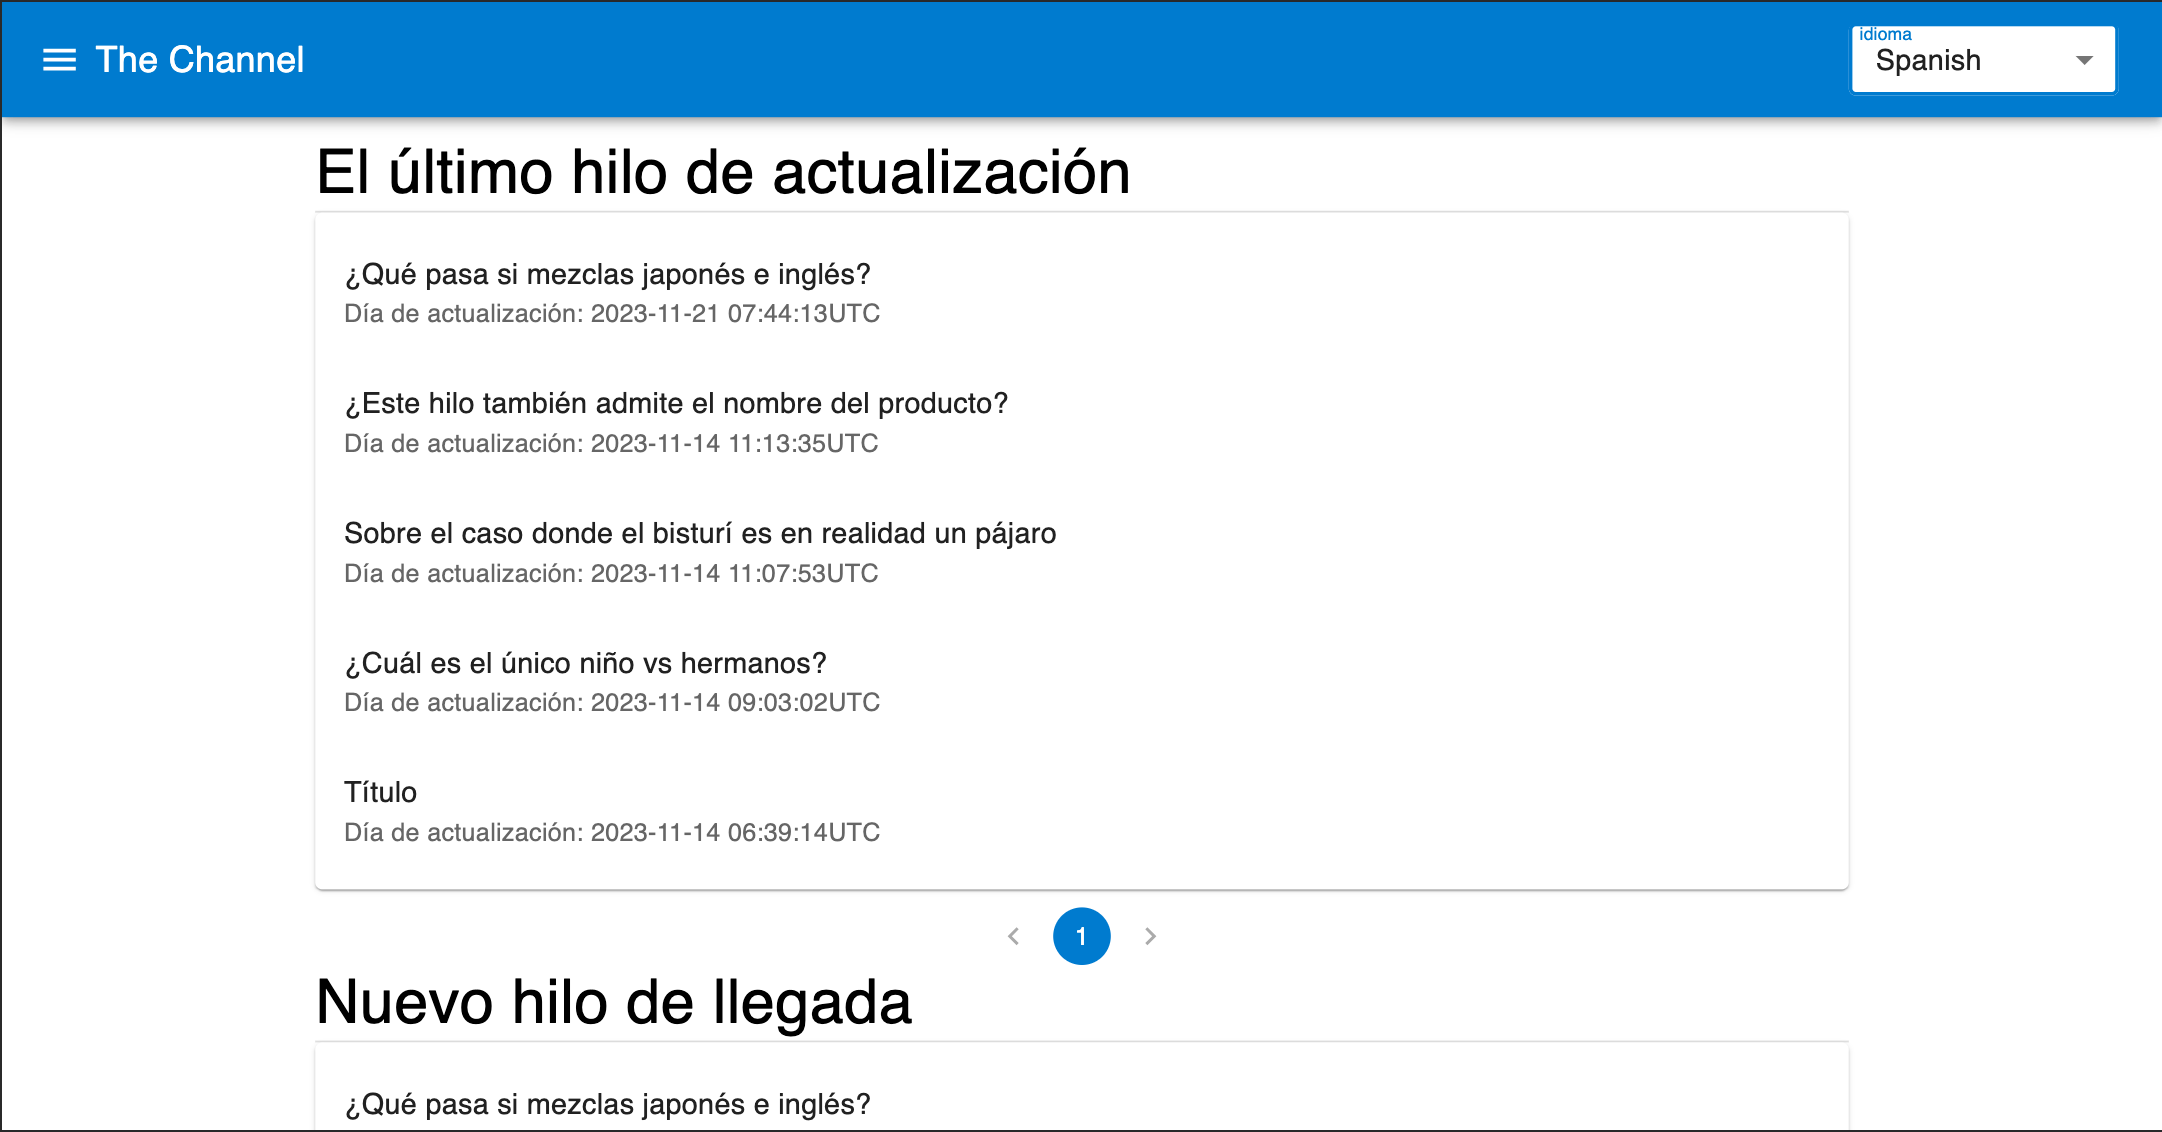 The Channel
idioma
Spanish
El último hilo de actualización
¿Qué pasa si mezclas japonés e inglés?
Día de actualización: 2023-11-21 07:44:13UTC
¿Este hilo también admite el nombre del producto?
Día de actualización: 2023-11-14 11:13:35UTC
Sobre el caso donde el bisturí es en realidad un pájaro
Día de actualización: 2023-11-14 11:07:53UTC
¿Cuál es el único niño vs hermanos?
Día de actualización: 2023-11-14 09:03:02UTC
Título
Día de actualización: 2023-11-14 06:39:14UTC
1
Nuevo hilo de llegada
¿Qué pasa si mezclas japonés e inglés?